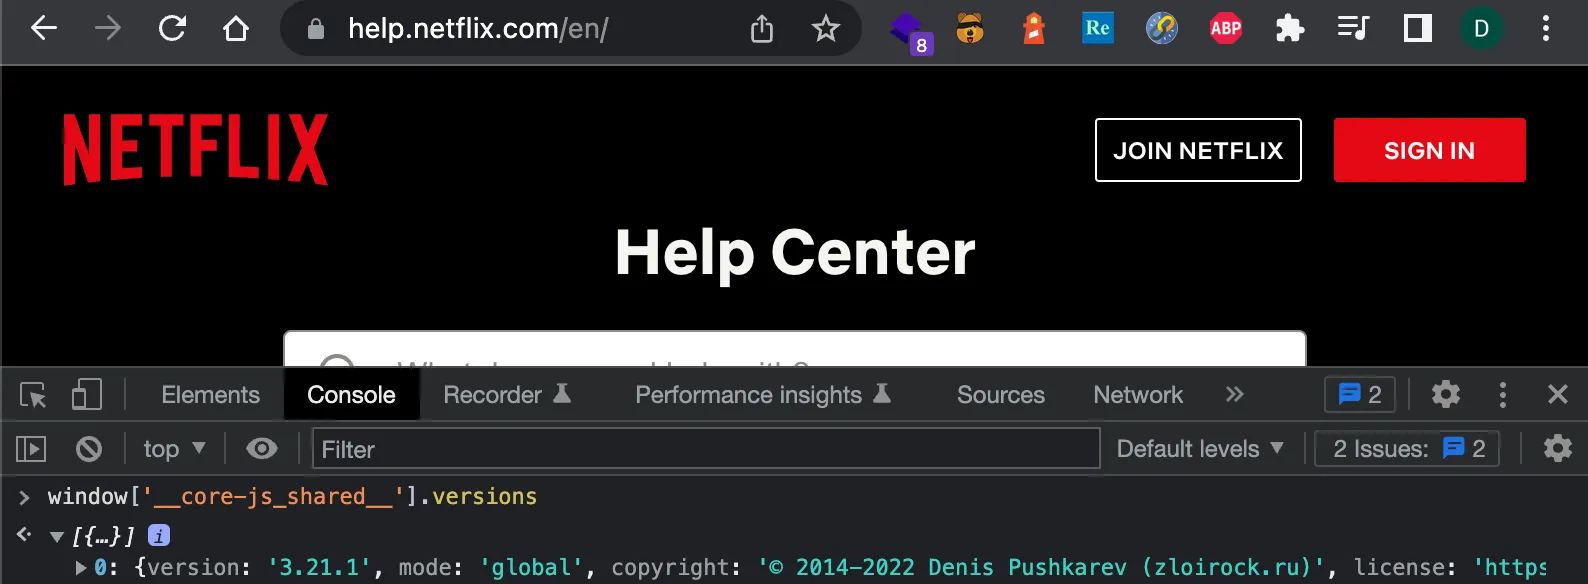 help.netflix.com/en/
8
Re
ABP
D
NETFLIX
JOIN NETFLIX
SIGN IN
Help Center
Elements Console Recorder Performance insights Sources Network » 2
top Filter Default levels 2 Issues: 2
> window['__core-js_shared__'].versions
[{…}] i
0: {version: '3.21.1', mode: 'global', copyright: '© 2014–2022 Denis Pushkarev (zloirock.ru)', license: 'https